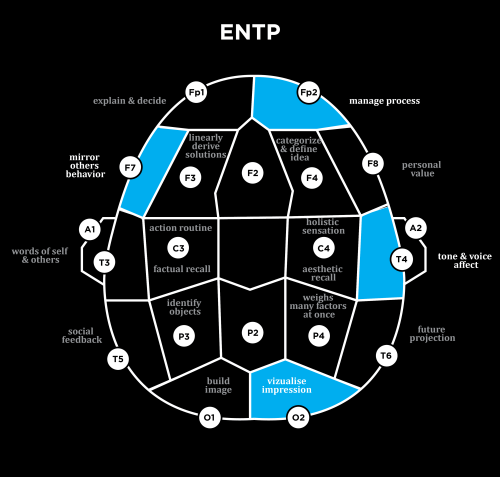 ENTP
Fp1
Fp2
explain & decide
manage process
linearly
derive
solutions
categorize
& define
idea
mirror
others
behavior
F7
F3
F2
F4
F8
personal
value
A1
A2
action routine
holistic
sensation
words of self
& others
T3
C3
C4
T4
tone & voice
affect
factual recall
aesthetic
recall
identify
objects
weighs
many factors
at once
social
feedback
P3
P2
P4
future
projection
T5
T6
build
image
vizualise
impression
O1
O2